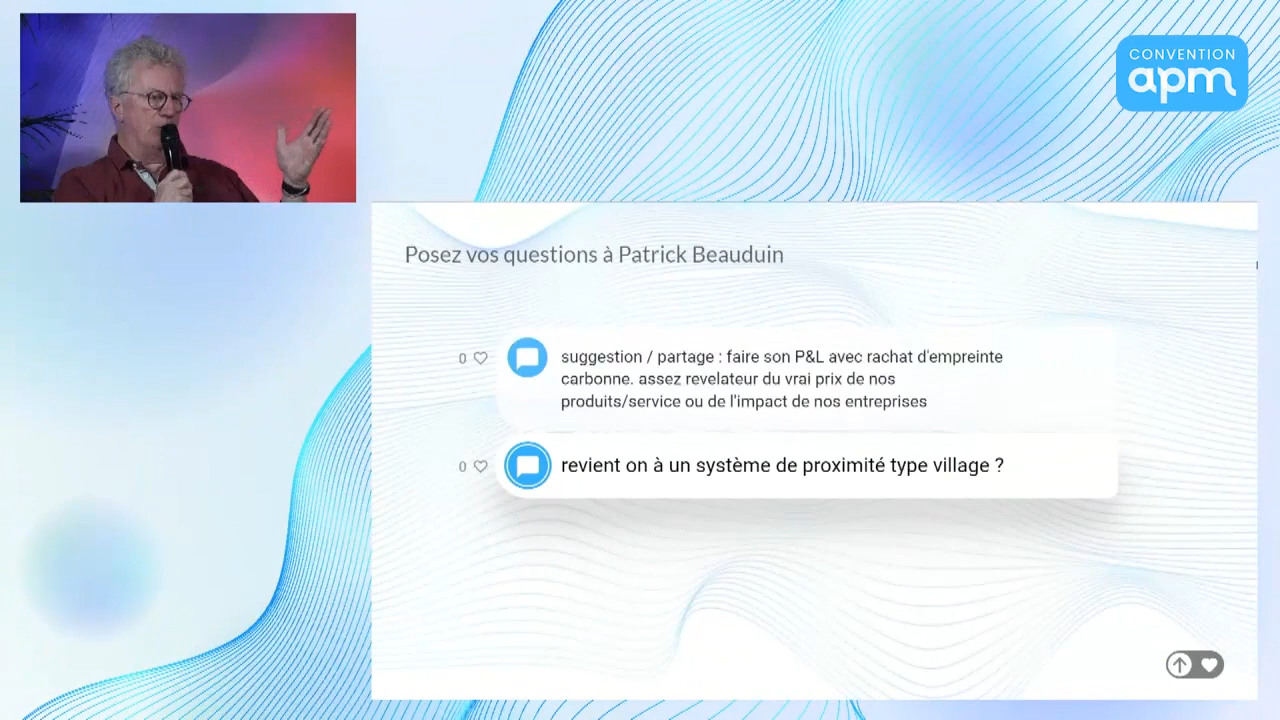 CONVENTION
apm
Posez vos questions à Patrick Beauduin
0
suggestion / partage : faire son P&L avec rachat d'empreinte
carbonne. assez revelateur du vrai prix de nos
produits/service ou de l'impact de nos entreprises
0
revient on à un système de proximité type village ?